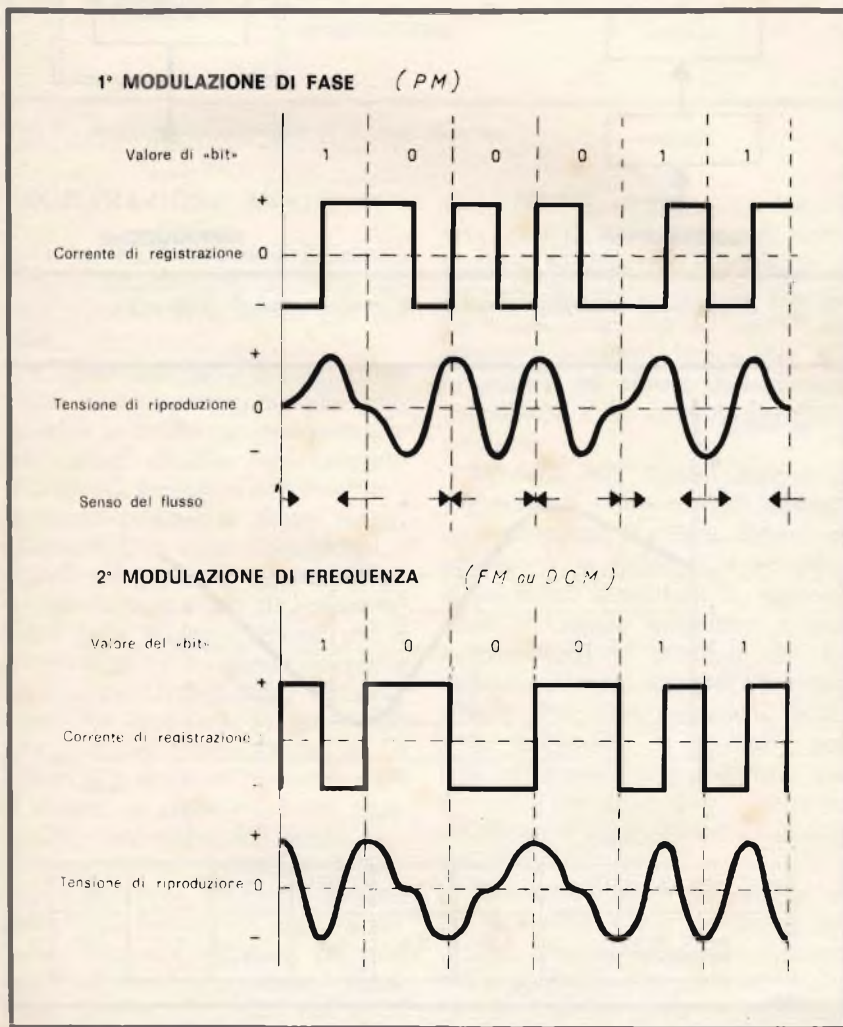 1° MODULAZIONE DI FASE (PM)
Valore di «bit» 1 0 0 0 1 1
+
Corrente di registrazione 0
−
+
Tensione di riproduzione 0
−
Senso del flusso
2° MODULAZIONE DI FREQUENZA (FM ou DCM)
Valore del «bit» 1 0 0 0 1 1
+
Corrente di registrazione
-
+
Tensione di riproduzione 0
−